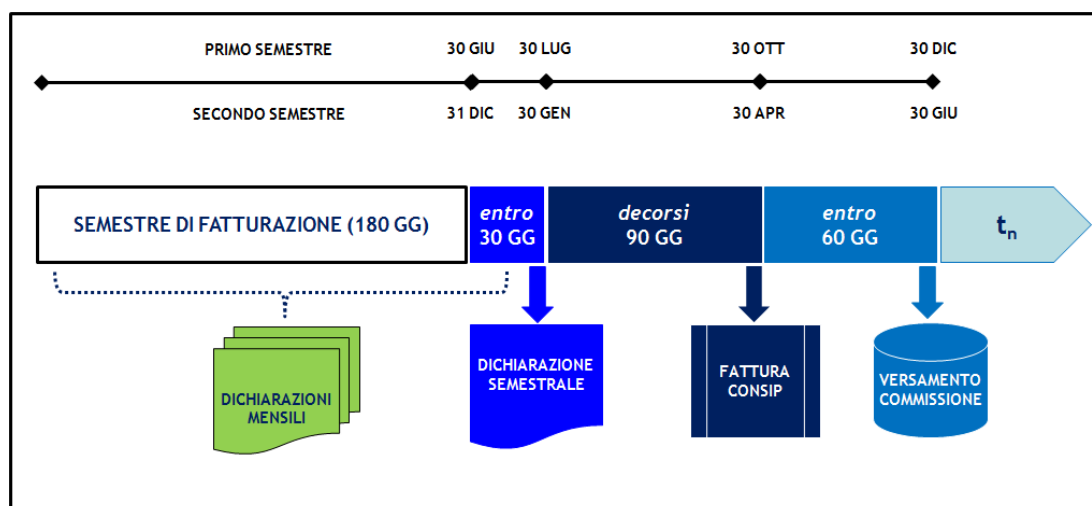 PRIMO SEMESTRE
30 GIU
30 LUG
30 OTT
30 DIC
SECONDO SEMESTRE
31 DIC
30 GEN
30 APR
30 GIU
SEMESTRE DI FATTURAZIONE (180 GG)
entro
30 GG
decorsi
90 GG
entro
60 GG
tn
DICHIARAZIONI
MENSILI
DICHIARAZIONE
SEMESTRALE
FATTURA
CONSIP
VERSAMENTO
COMMISSIONE